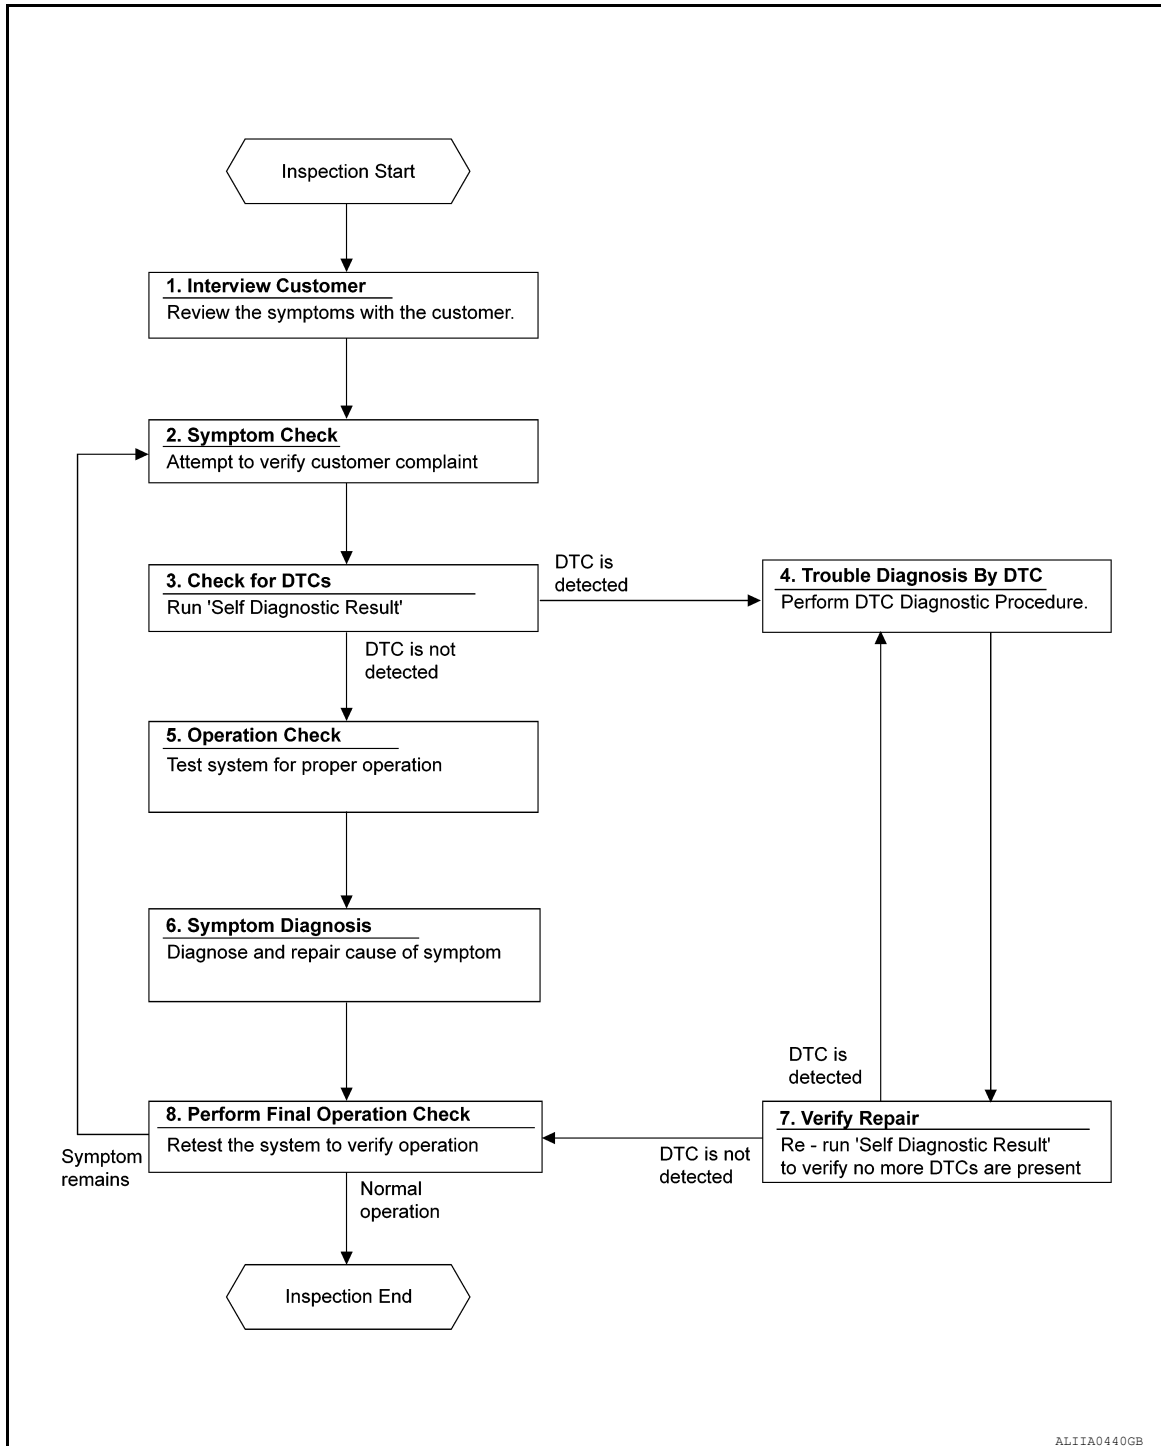 Inspection Start
1. Interview Customer
Review the symptoms with the customer.
2. Symptom Check
Attempt to verify customer complaint
3. Check for DTCs
Run 'Self Diagnostic Result'
DTC is
detected
4. Trouble Diagnosis By DTC
Perform DTC Diagnostic Procedure.
DTC is not
detected
5. Operation Check
Test system for proper operation
6. Symptom Diagnosis
Diagnose and repair cause of symptom
DTC is
detected
7. Verify Repair
Re - run 'Self Diagnostic Result'
to verify no more DTCs are present
DTC is not
detected
8. Perform Final Operation Check
Retest the system to verify operation
Symptom
remains
Normal
operation
Inspection End
ALIIA0440GB